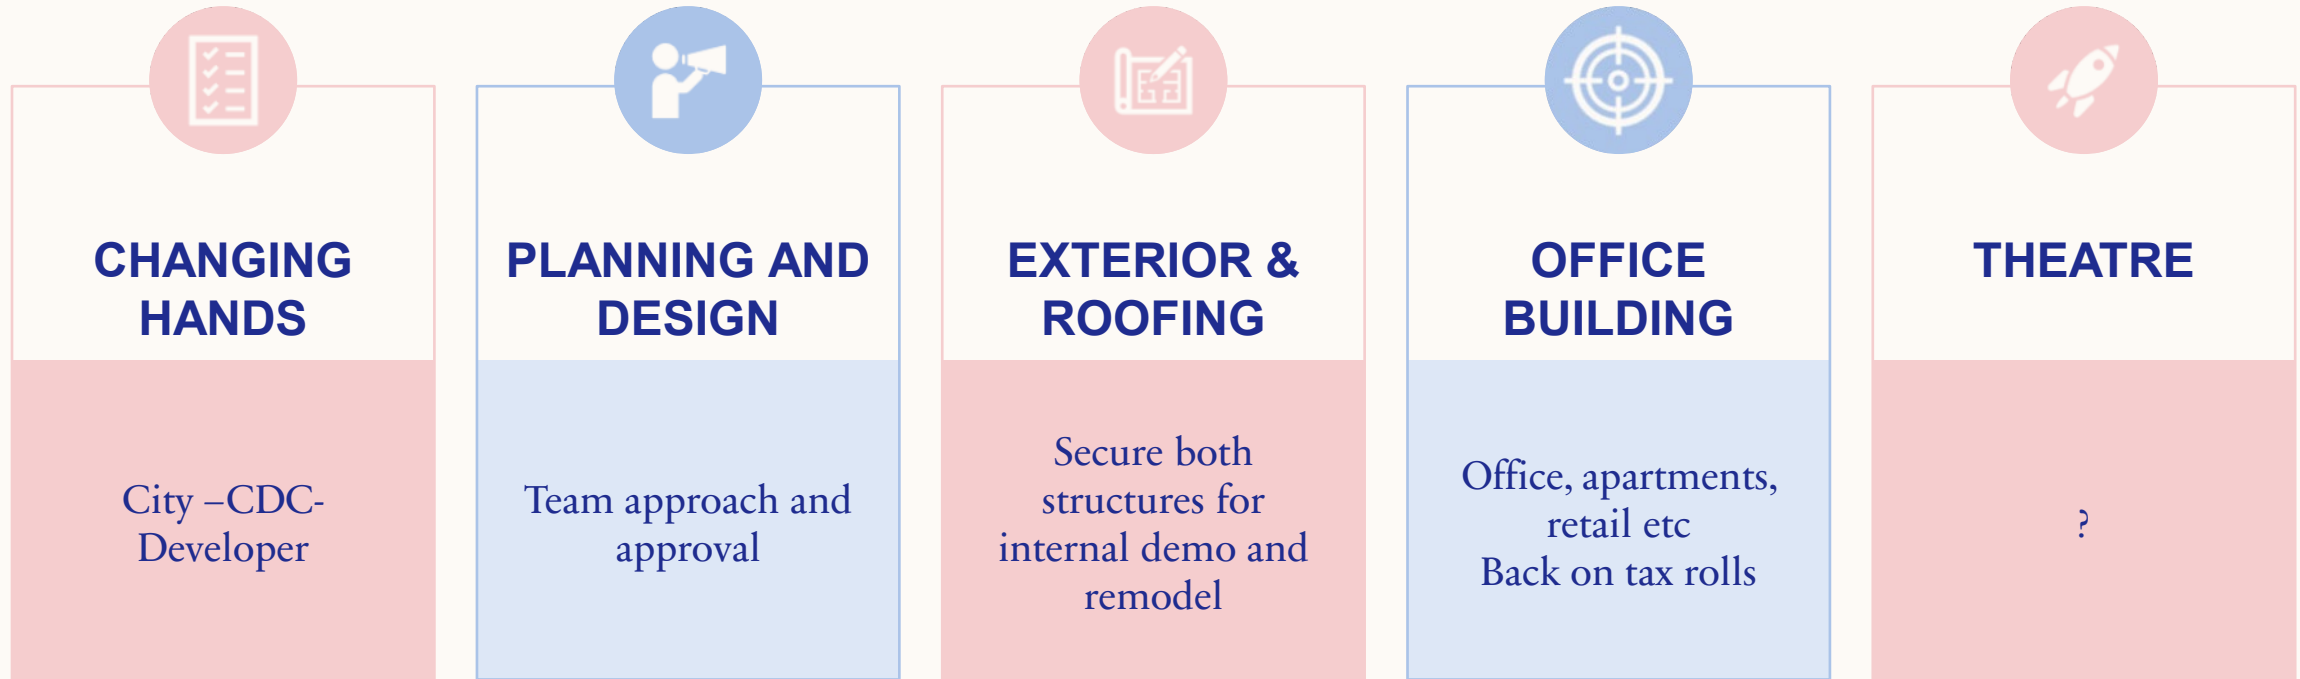 CHANGING
HANDS
City –CDC-
Developer
PLANNING AND
DESIGN
Team approach and
approval
EXTERIOR &
ROOFING
Secure both
structures for
internal demo and
remodel
OFFICE
BUILDING
Office, apartments,
retail etc
Back on tax rolls
THEATRE
?